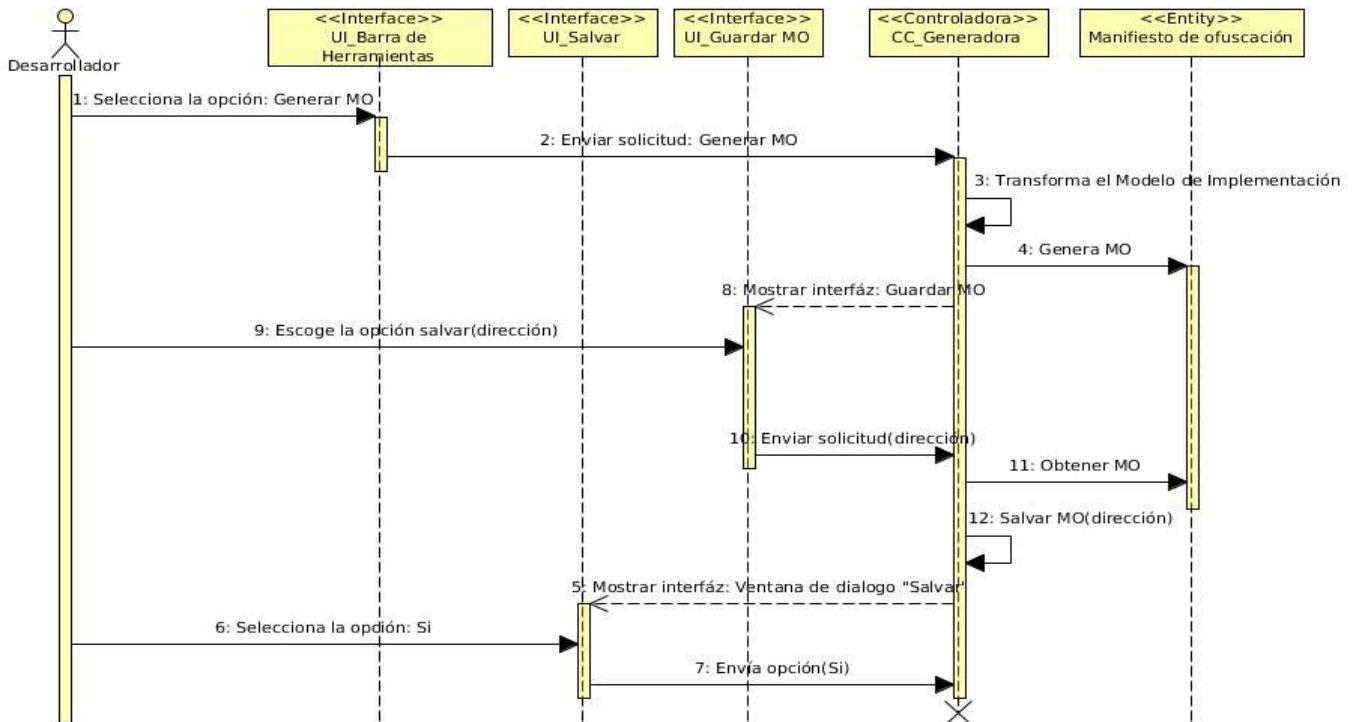 Desarrollador
<<Interface>>
UI_Barra de
Herramientas
<<Interface>>
UI_Salvar
<<Interface>>
UI_Guardar MO
<<Controladora>>
CC_Generadora
<<Entity>>
Manifiesto de ofuscación
1: Selecciona la opción: Generar MO
2: Enviar solicitud: Generar MO
3: Transforma el Modelo de Implementación
4: Genera MO
8: Mostrar interfáz: Guardar MO
9: Escoge la opción salvar(dirección)
10: Enviar solicitud(dirección)
11: Obtener MO
12: Salvar MO(dirección)
5: Mostrar interfáz: Ventana de dialogo "Salvar"
6: Selecciona la opción: Si
7: Envía opción(Si)